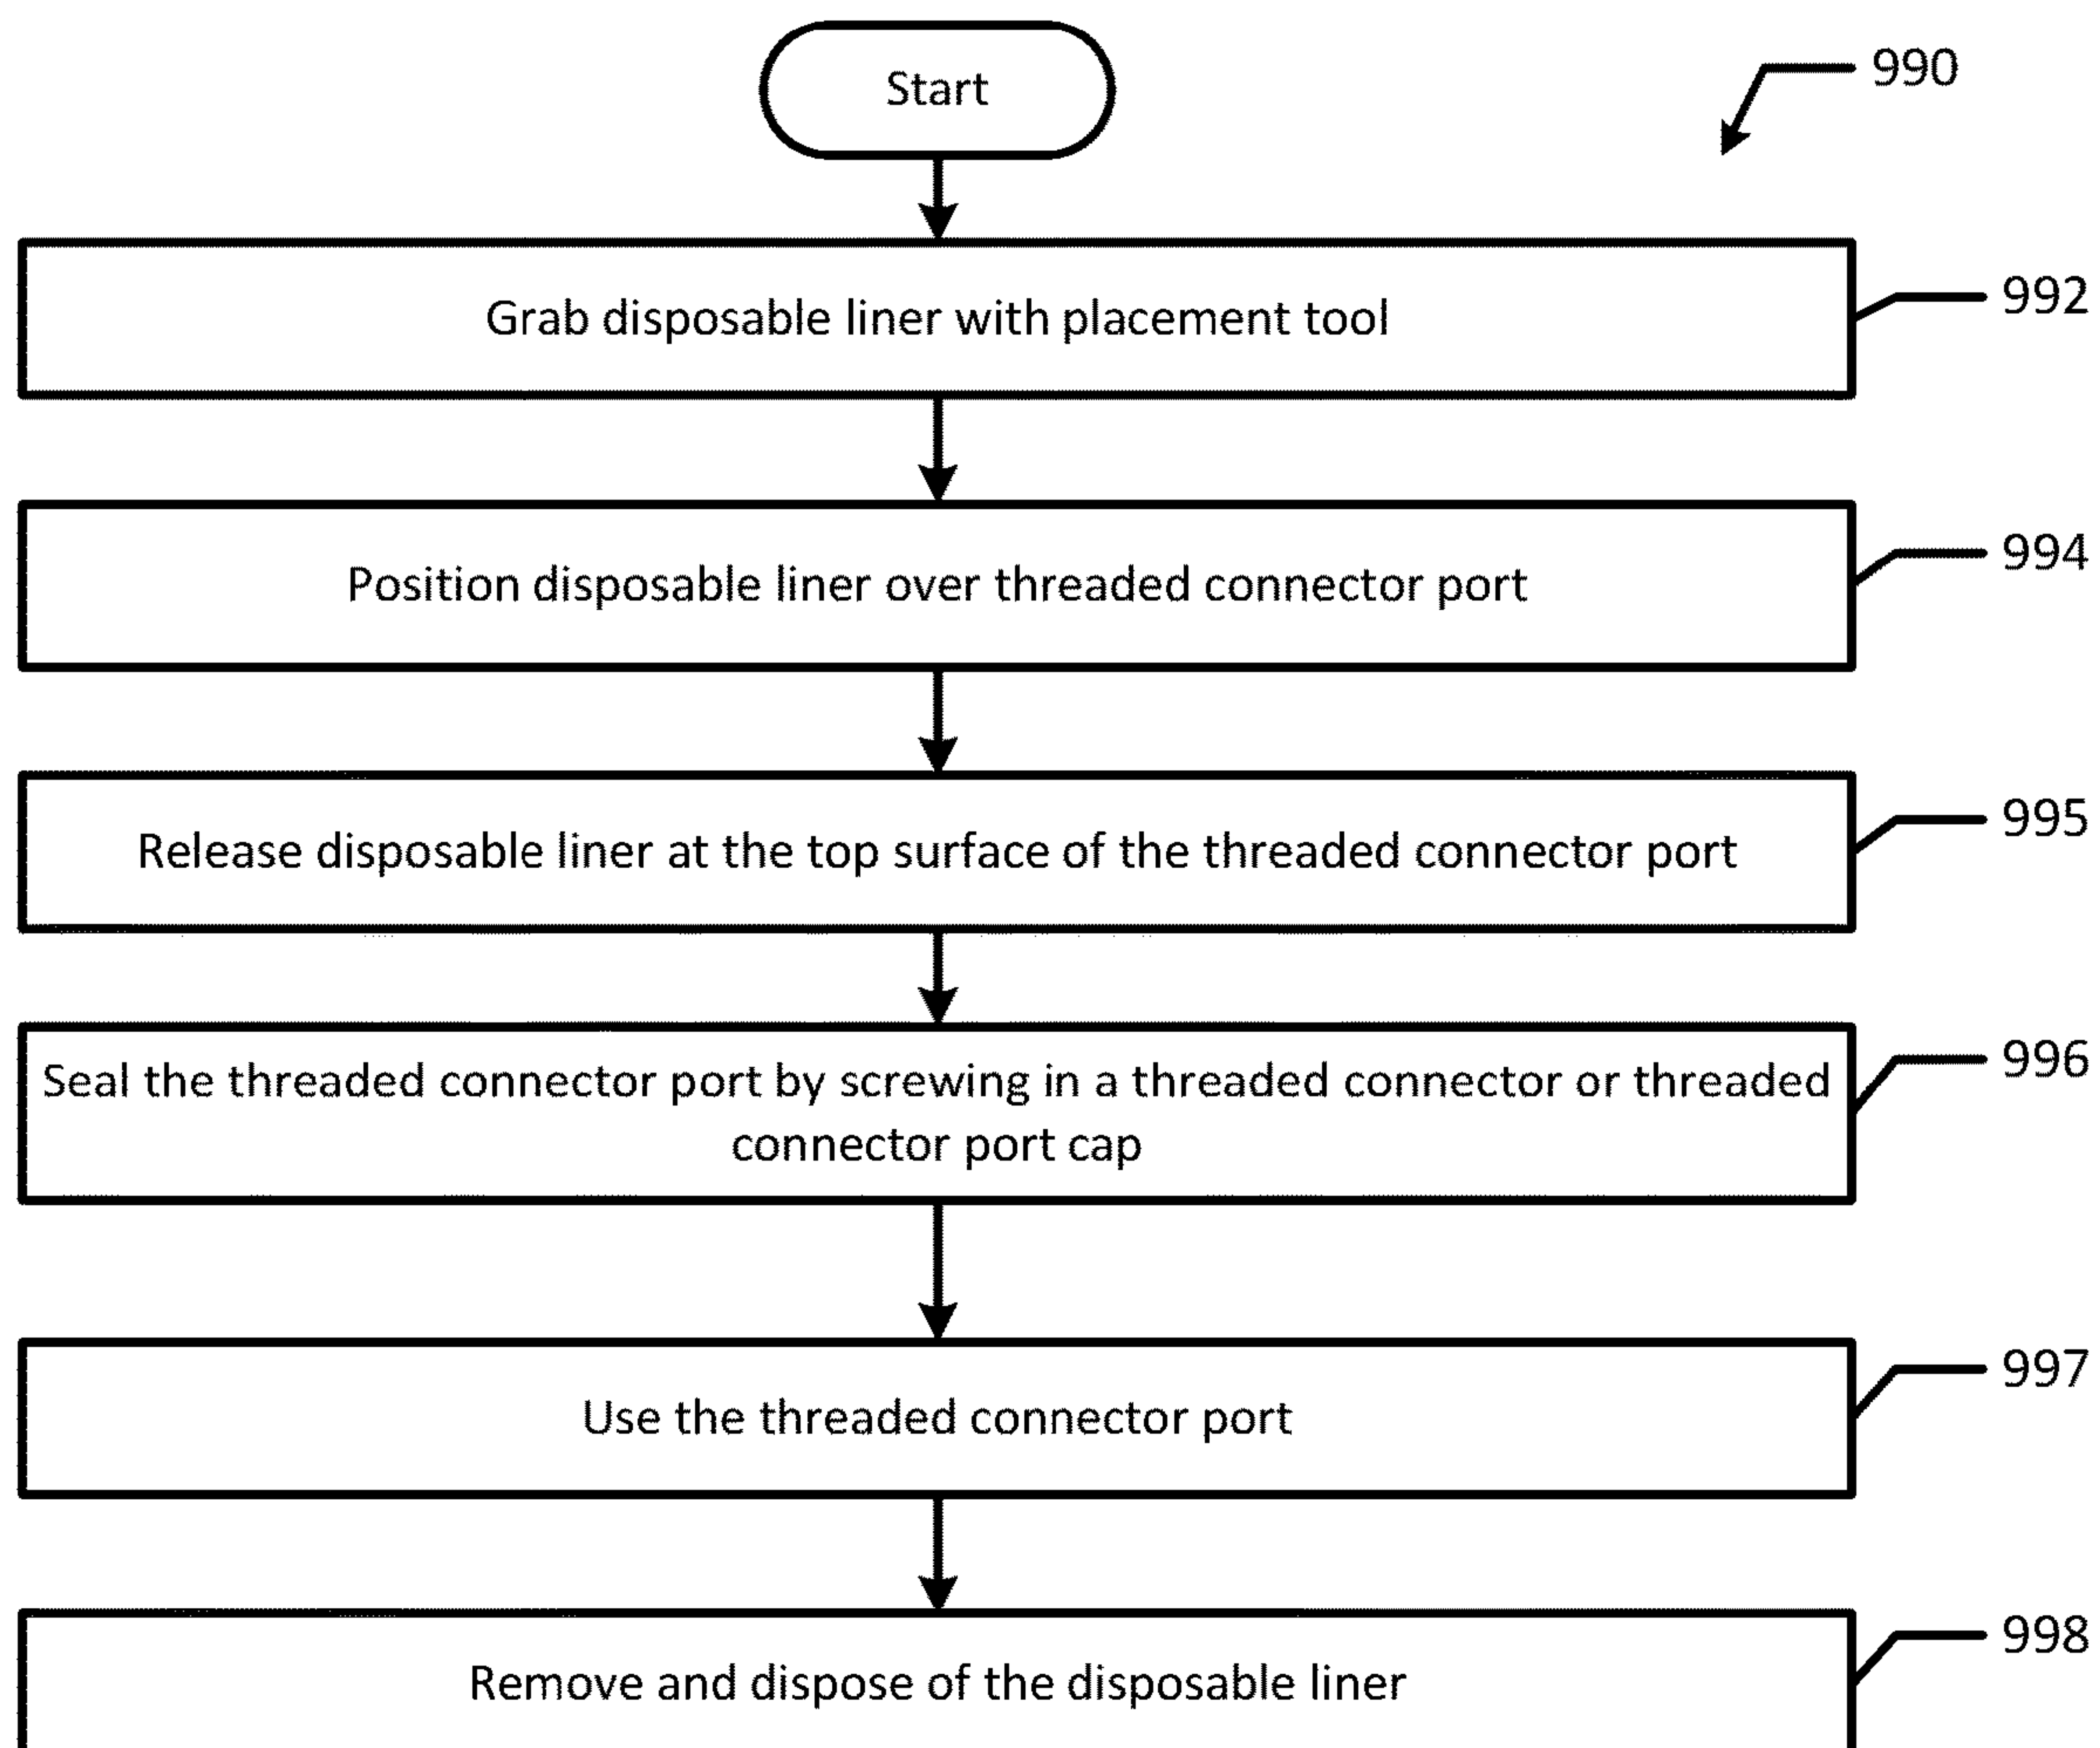 Start
990
Grab disposable liner with placement tool
992
Position disposable liner over threaded connector port
994
Release disposable liner at the top surface of the threaded connector port
995
Seal the threaded connector port by screwing in a threaded connector or threaded
connector port cap
996
Use the threaded connector port
997
Remove and dispose of the disposable liner
998